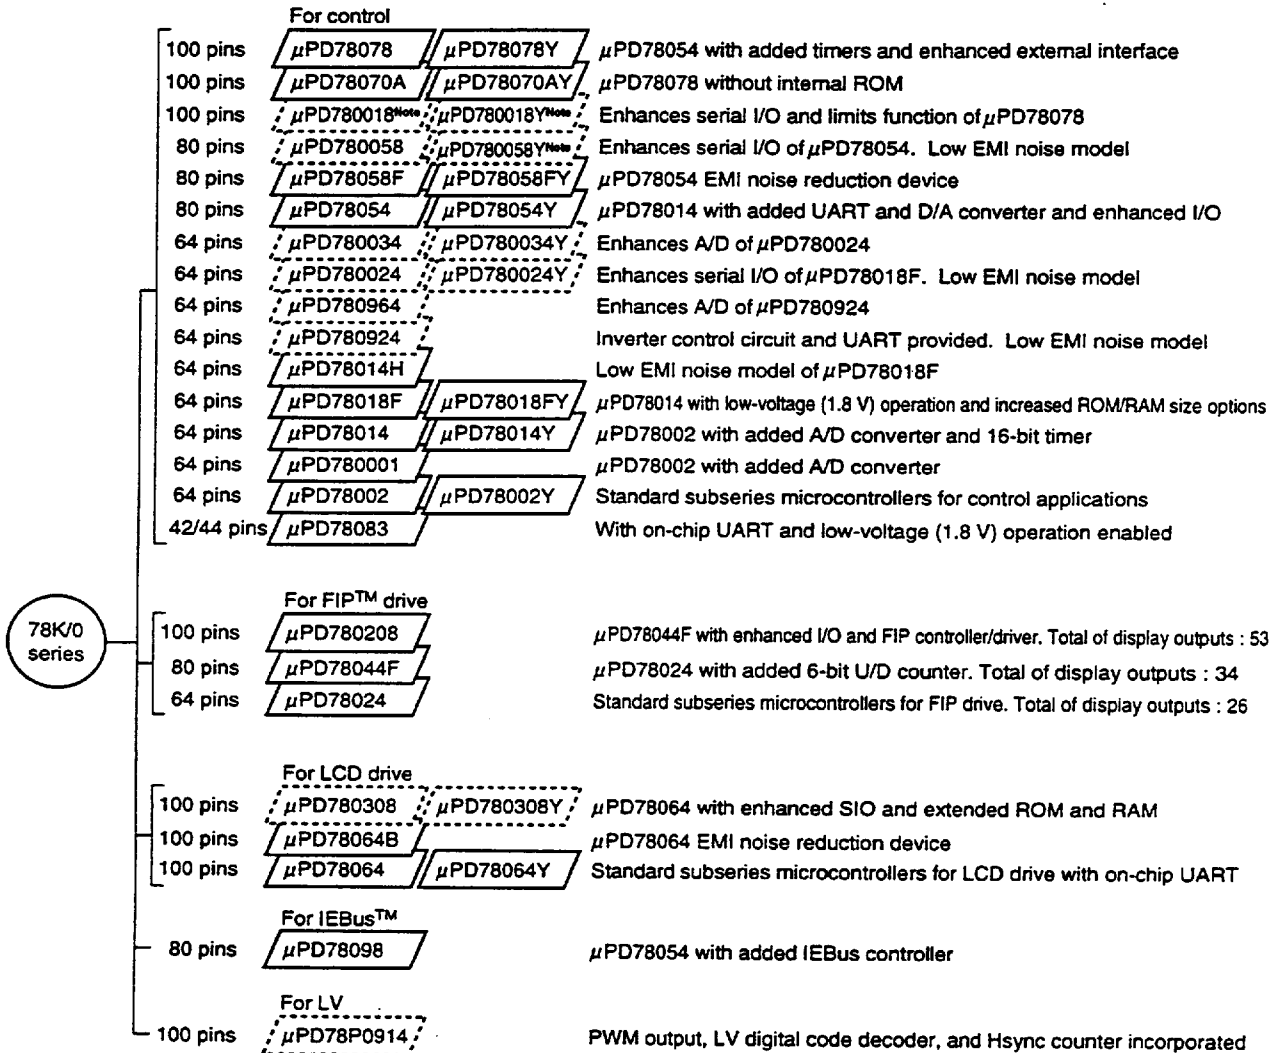 For control
100 pins μPD78078 μPD78078Y μPD78054 with added timers and enhanced external interface
100 pins μPD78070A μPD78070AY μPD78078 without internal ROM
100 pins μPD780018Note μPD780018YNote Enhances serial I/O and limits function of μPD78078
80 pins μPD780058 μPD780058YNote Enhances serial I/O of μPD78054. Low EMI noise model
80 pins μPD78058F μPD78058FY μPD78054 EMI noise reduction device
80 pins μPD78054 μPD78054Y μPD78014 with added UART and D/A converter and enhanced I/O
64 pins μPD780034 μPD780034Y Enhances A/D of μPD780024
64 pins μPD780024 μPD780024Y Enhances serial I/O of μPD78018F. Low EMI noise model
64 pins μPD780964 Enhances A/D of μPD780924
64 pins μPD780924 Inverter control circuit and UART provided. Low EMI noise model
64 pins μPD78014H Low EMI noise model of μPD78018F
64 pins μPD78018F μPD78018FY μPD78014 with low-voltage (1.8 V) operation and increased ROM/RAM size options
64 pins μPD78014 μPD78014Y μPD78002 with added A/D converter and 16-bit timer
64 pins μPD780001 μPD78002 with added A/D converter
64 pins μPD78002 μPD78002Y Standard subseries microcontrollers for control applications
42/44 pins μPD78083 With on-chip UART and low-voltage (1.8 V) operation enabled
78K/0
series
For FIP™ drive
100 pins μPD780208 μPD78044F with enhanced I/O and FIP controller/driver. Total of display outputs : 53
80 pins μPD78044F μPD78024 with added 6-bit U/D counter. Total of display outputs : 34
64 pins μPD78024 Standard subseries microcontrollers for FIP drive. Total of display outputs : 26
For LCD drive
100 pins μPD780308 μPD780308Y μPD78064 with enhanced SIO and extended ROM and RAM
100 pins μPD78064B μPD78064 EMI noise reduction device
100 pins μPD78064 μPD78064Y Standard subseries microcontrollers for LCD drive with on-chip UART
For IEBus™
80 pins μPD78098 μPD78054 with added IEBus controller
For LV
100 pins μPD78P0914 PWM output, LV digital code decoder, and Hsync counter incorporated